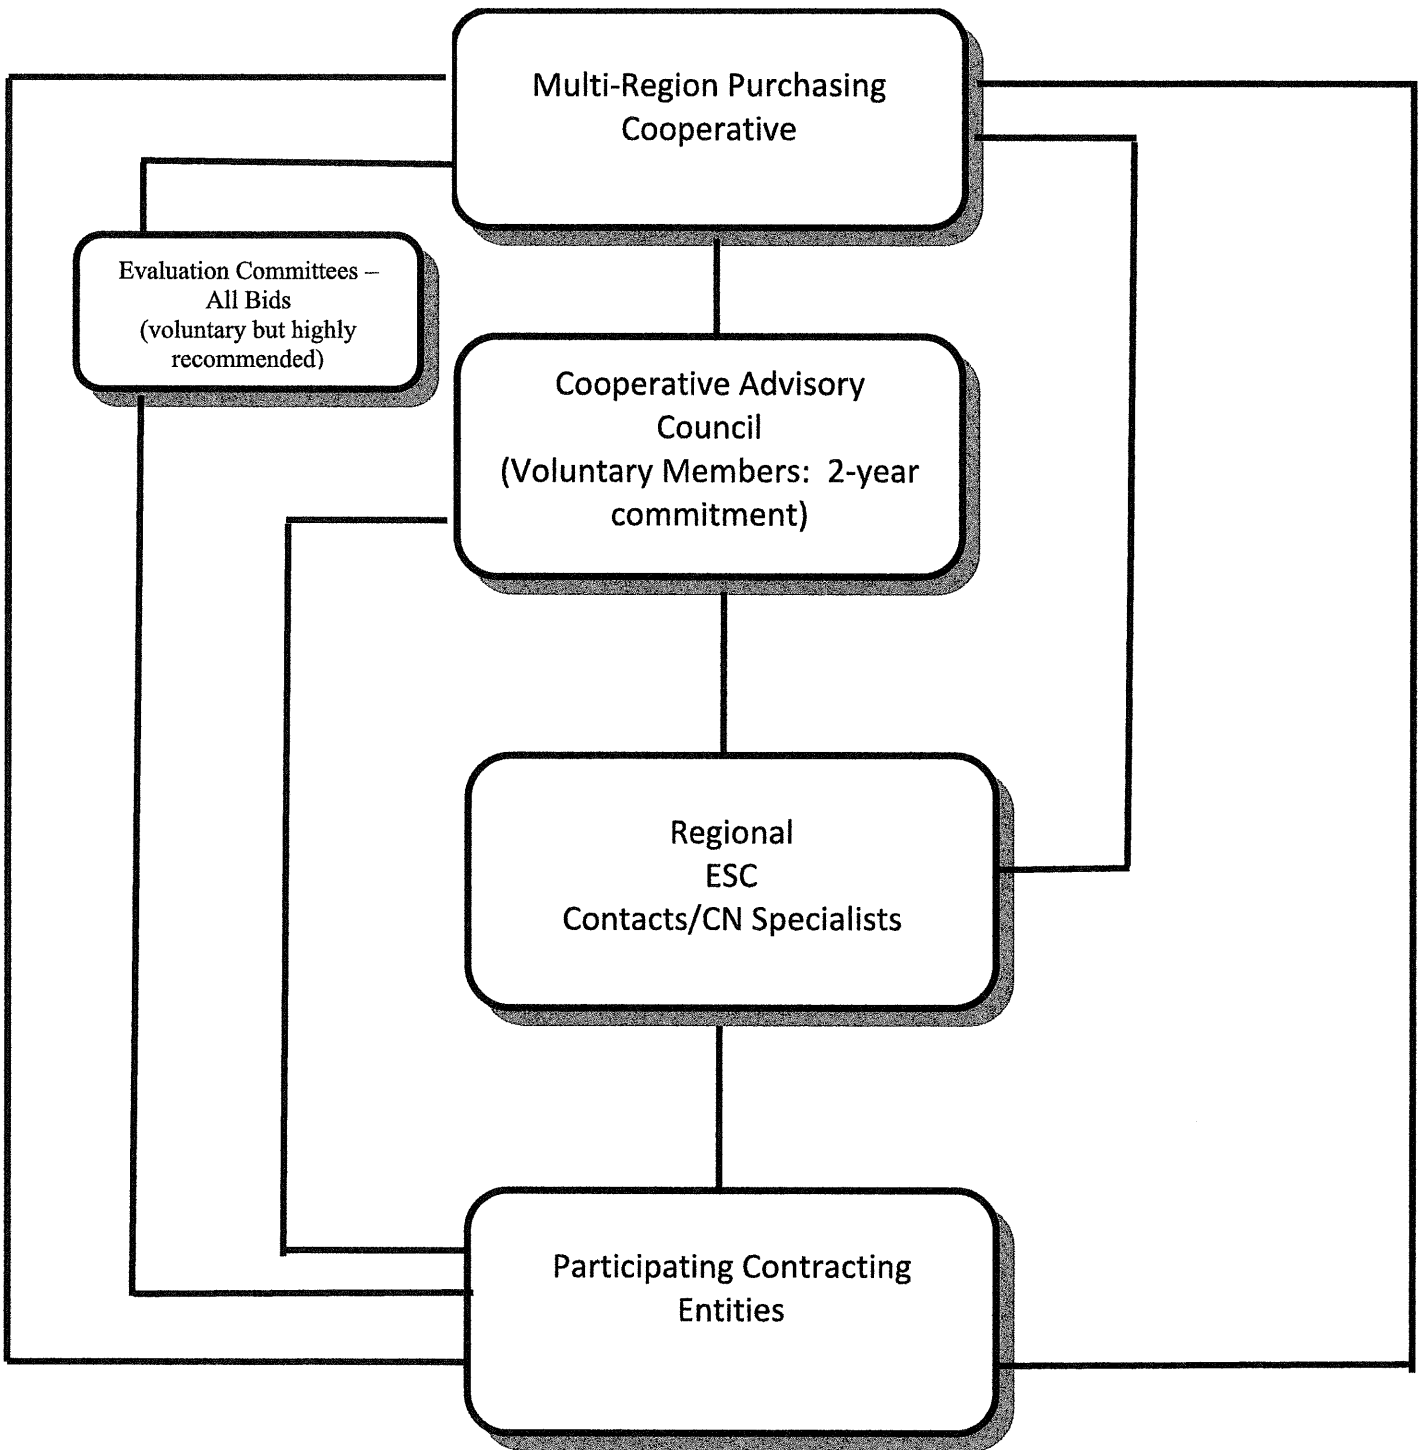 Multi-Region Purchasing
Cooperative
Evaluation Committees –
All Bids
(voluntary but highly
recommended)
Cooperative Advisory
Council
(Voluntary Members:  2-year
commitment)
Regional
ESC
Contacts/CN Specialists
Participating Contracting
Entities